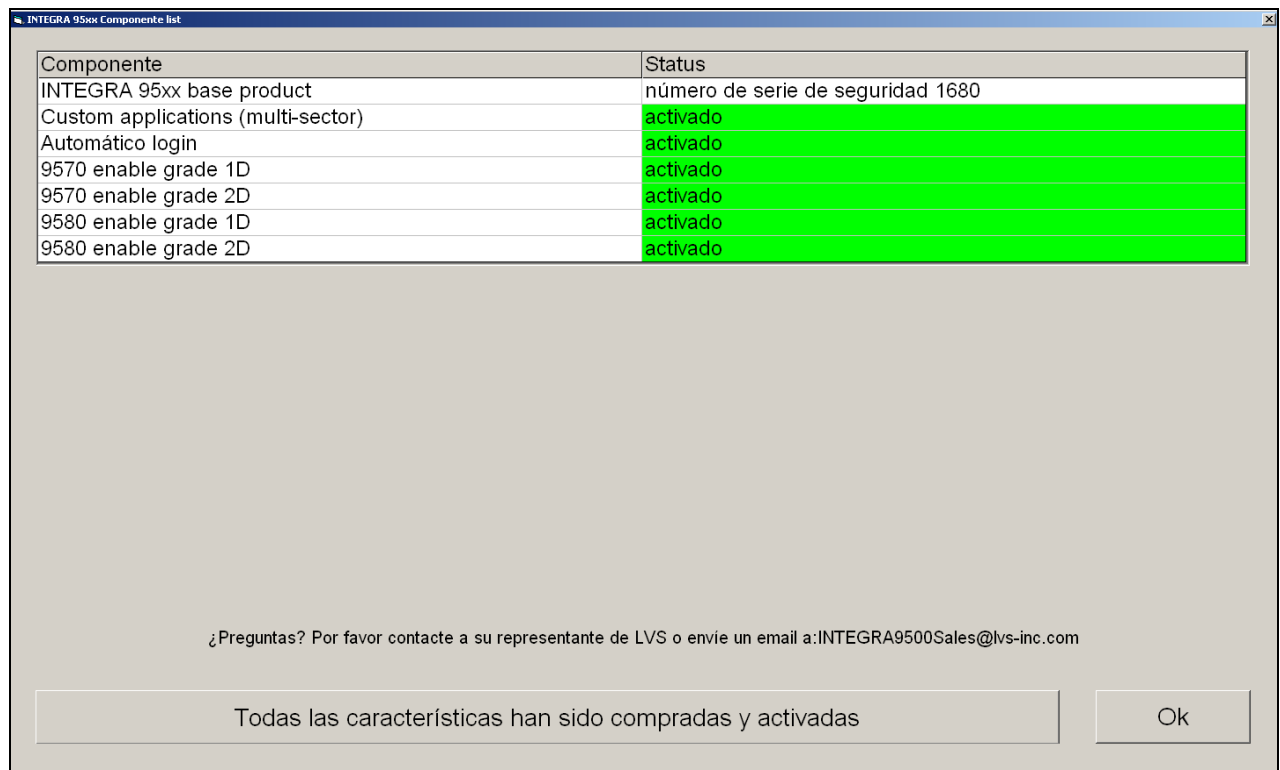 INTEGRA 95xx Componente list
Componente Status
INTEGRA 95xx base product número de serie de seguridad 1680
Custom applications (multi-sector) activado
Automático login activado
9570 enable grade 1D activado
9570 enable grade 2D activado
9580 enable grade 1D activado
9580 enable grade 2D activado
¿Preguntas? Por favor contacte a su representante de LVS o envie un email a:INTEGRA9500Sales@lvs-inc.com
Todas las características han sido compradas y activadas Ok